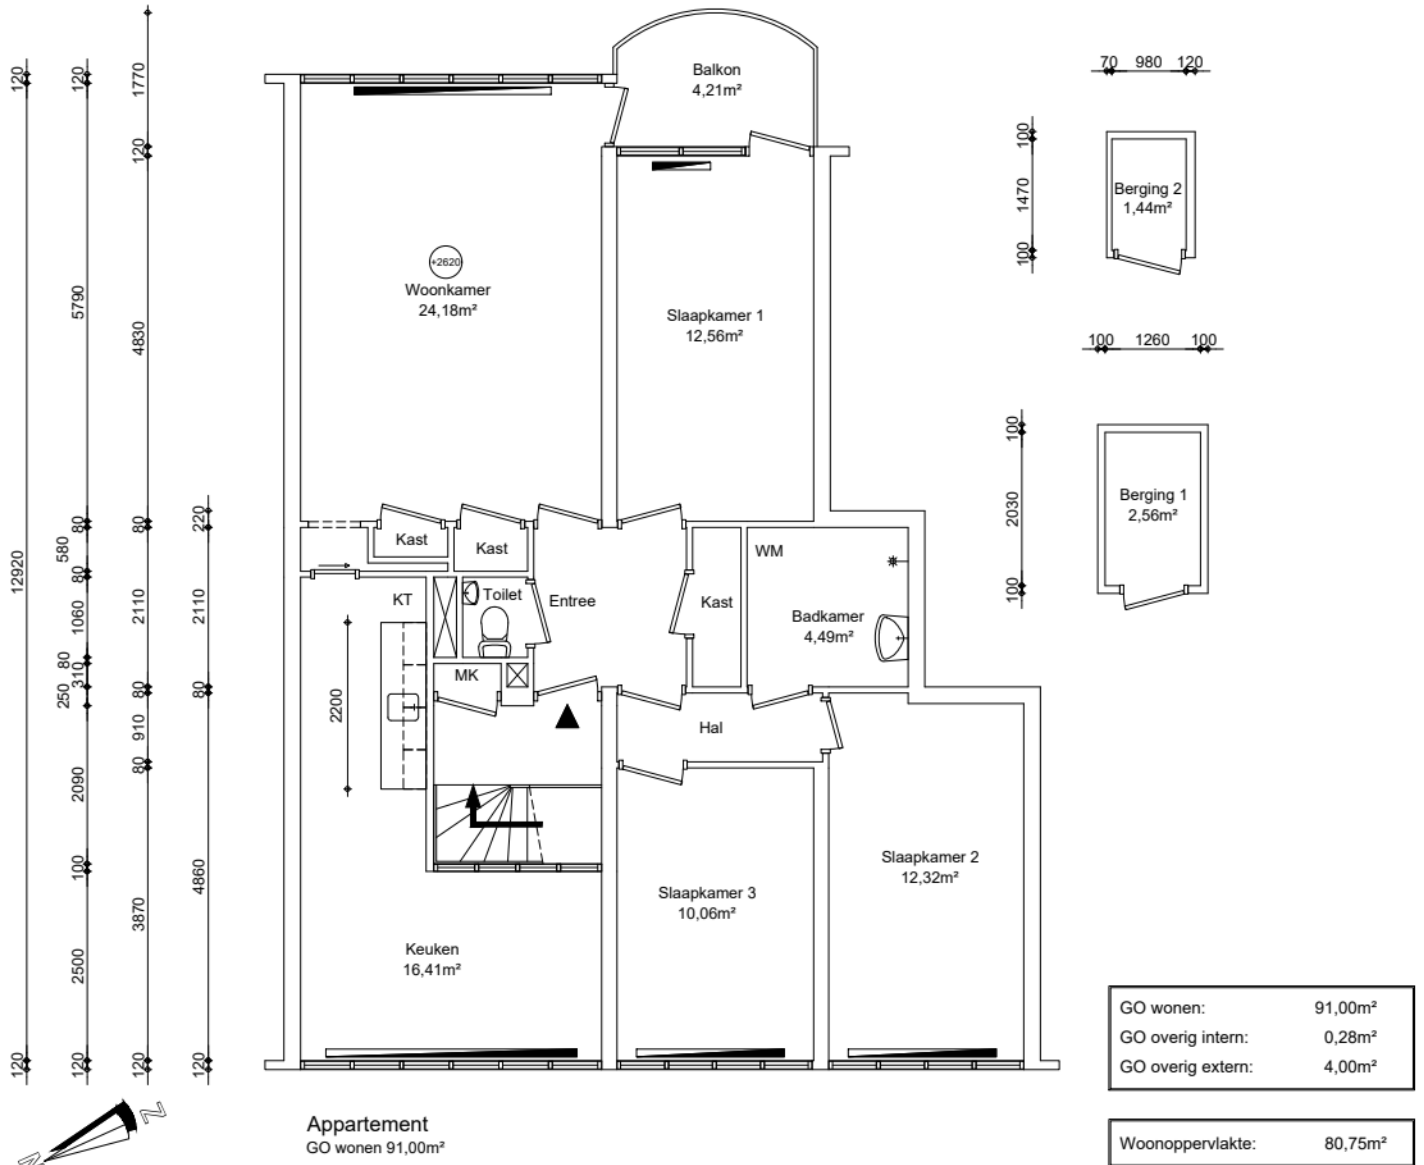 Balkon
4,21m²
+2620
Woonkamer
24,18m²
Slaapkamer 1
12,56m²
Kast
Kast
KT
Toilet
Entree
Kast
WM
Badkamer
4,49m²
MK
2200
Hal
Slaapkamer 2
12,32m²
Slaapkamer 3
10,06m²
Keuken
16,41m²
120
12920
120
120
5790
80
580
80
1060
80
310
250
2090
100
2500
120
1770
120
4830
80
2110
80
910
80
3870
120
220
2110
80
4860
120
70 980 120
100
1470
100
Berging 2
1,44m²
100 1260 100
100
2030
100
Berging 1
2,56m²
GO wonen: 91,00m²
GO overig intern: 0,28m²
GO overig extern: 4,00m²
Woonoppervlakte: 80,75m²
Appartement
GO wonen 91,00m²
N